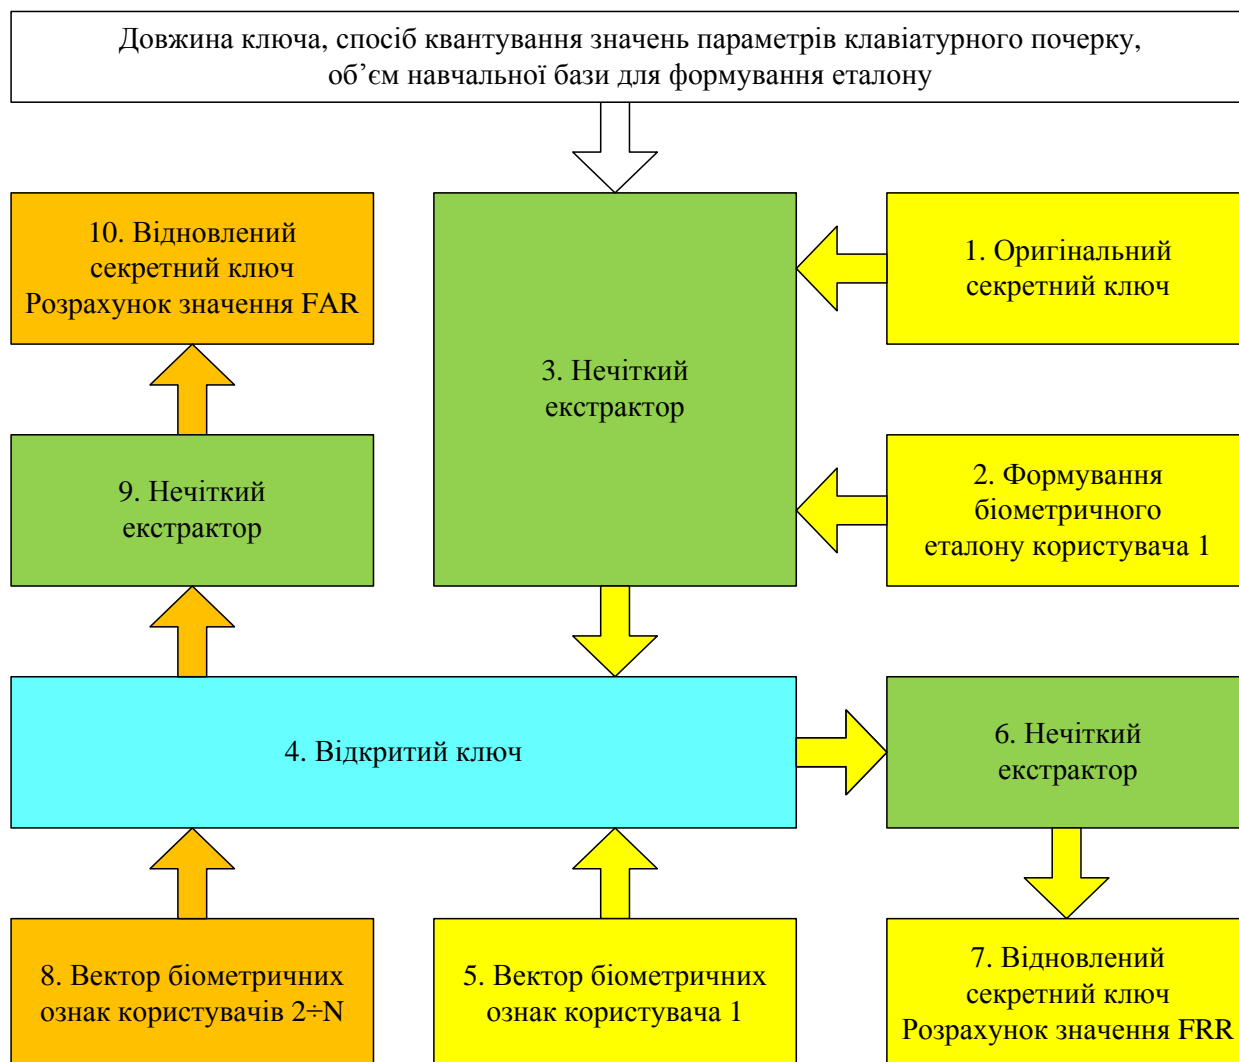 Довжина ключа, спосіб квантування значень параметрів клавіатурного почерку,
об’єм навчальної бази для формування еталону
10. Відновлений
секретний ключ
Розрахунок значення FAR
3. Нечіткий
екстрактор
1. Оригінальний
секретний ключ
9. Нечіткий
екстрактор
2. Формування
біометричного
еталону користувача 1
4. Відкритий ключ
6. Нечіткий
екстрактор
8. Вектор біометричних
ознак користувачів 2÷N
5. Вектор біометричних
ознак користувача 1
7. Відновлений
секретний ключ
Розрахунок значення FRR